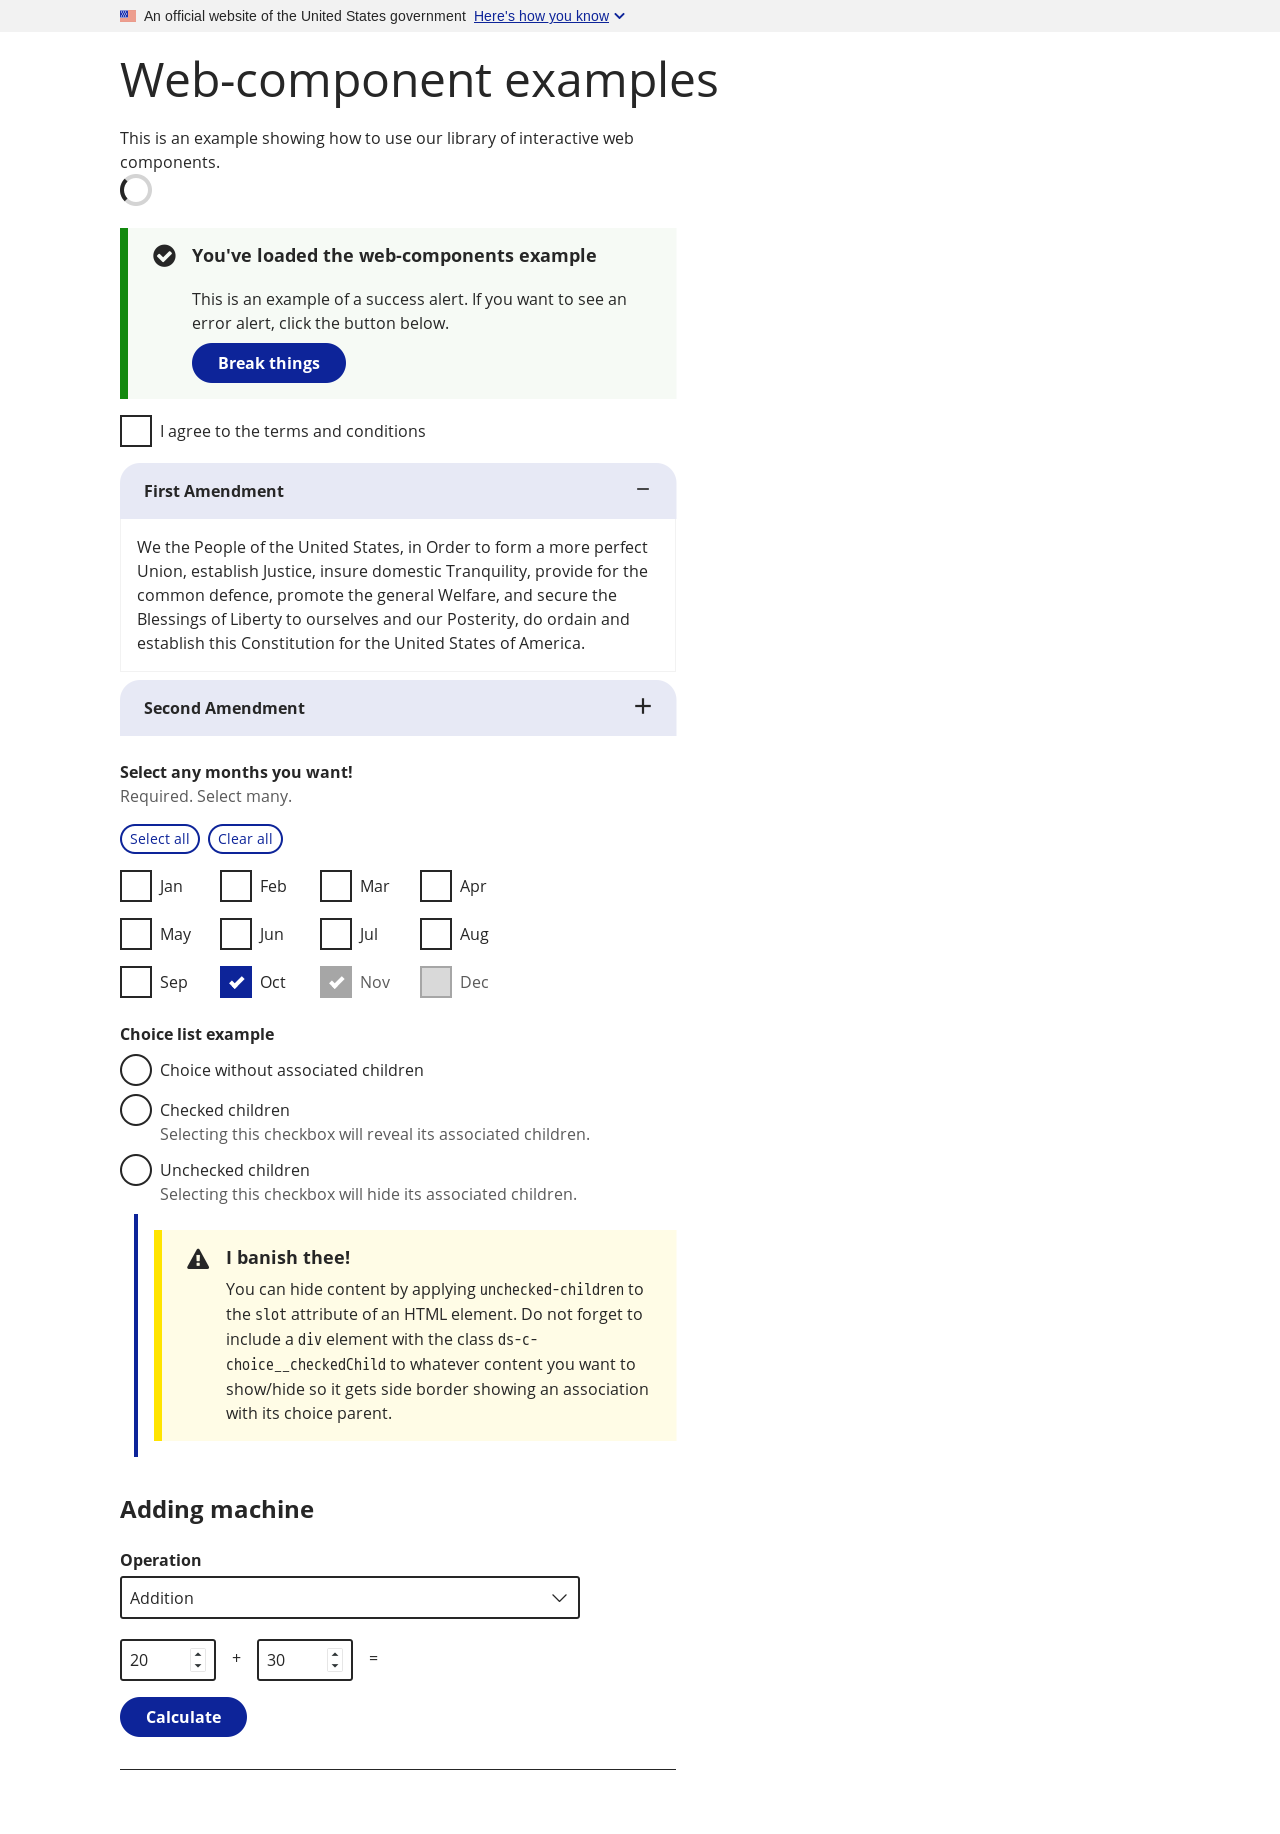 An official website of the United States government Here's how you know
Web-component examples
This is an example showing how to use our library of interactive web
components.
You've loaded the web-components example
This is an example of a success alert. If you want to see an
error alert, click the button below.
Break things
I agree to the terms and conditions
First Amendment
We the People of the United States, in Order to form a more perfect
Union, establish Justice, insure domestic Tranquility, provide for the
common defence, promote the general Welfare, and secure the
Blessings of Liberty to ourselves and our Posterity, do ordain and
establish this Constitution for the United States of America.
Second Amendment
Select any months you want!
Required. Select many.
Select all Clear all
Jan Feb Mar Apr
May Jun Jul Aug
Sep Oct Nov Dec
Choice list example
Choice without associated children
Checked children
Selecting this checkbox will reveal its associated children.
Unchecked children
Selecting this checkbox will hide its associated children.
I banish thee!
You can hide content by applying unchecked-children to
the slot attribute of an HTML element. Do not forget to
include a div element with the class ds-c-
choice__checkedChild to whatever content you want to
show/hide so it gets side border showing an association
with its choice parent.
Adding machine
Operation
Addition
20 + 30 =
Calculate